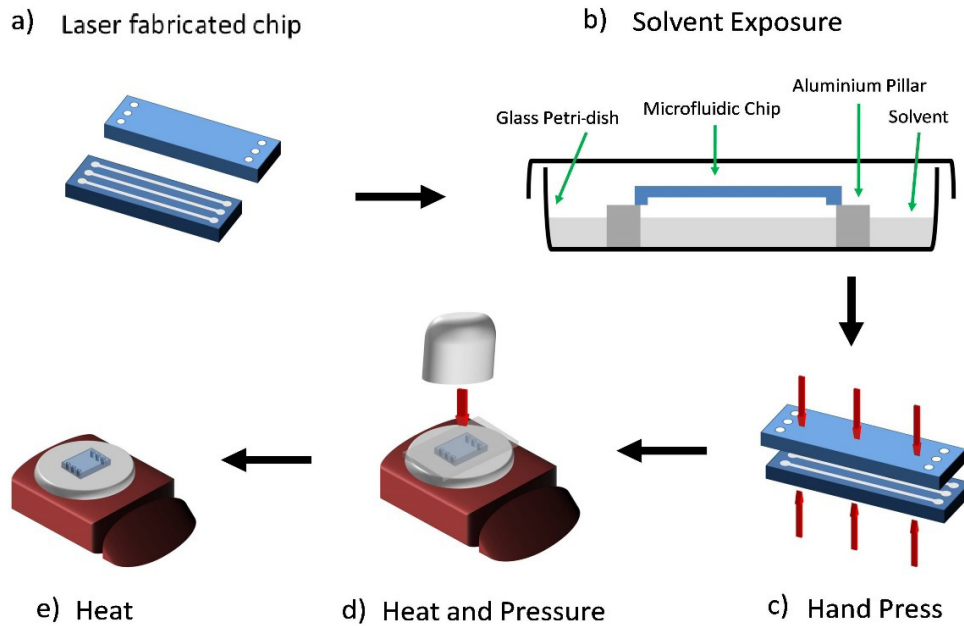 a) Laser fabricated chip
b) Solvent Exposure
Aluminium Pillar
Glass Petri-dish
Microfluidic Chip
Solvent
e) Heat
d) Heat and Pressure
c) Hand Press